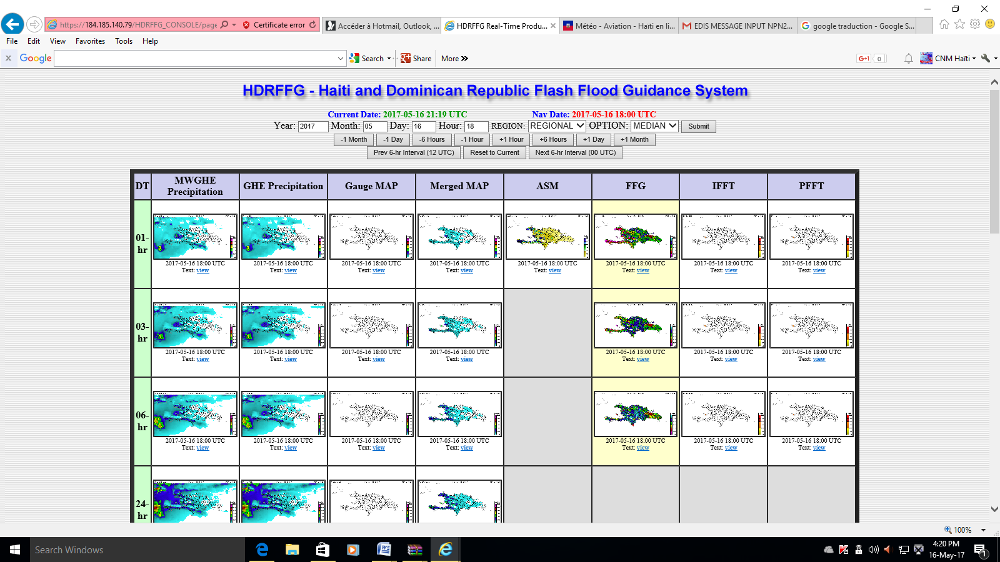 https://184.185.140.79/HDRFFG_CONSOLE/page
Certificate error
Accéder à Hotmail, Outlook, ...
HDRFFG Real-Time Produ...
Météo - Aviation - Haïti en li...
EDIS MESSAGE INPUT NPN2...
google traduction - Google S...
File Edit View Favorites Tools Help
x Google Search Share More »
G+1 0 CNM Haïti
HDRFFG - Haiti and Dominican Republic Flash Flood Guidance System
Current Date: 2017-05-16 21:19 UTC Nav Date: 2017-05-16 18:00 UTC
Year: 2017 Month: 05 Day: 16 Hour: 18 REGION: REGIONAL OPTION: MEDIAN Submit
-1 Month -1 Day -6 Hours -1 Hour +1 Hour +6 Hours +1 Day +1 Month
Prev 6-hr Interval (12 UTC) Reset to Current Next 6-hr Interval (00 UTC)
DT MWGHE Precipitation GHE Precipitation Gauge MAP Merged MAP ASM FFG IFFT PFFT
01-hr
2017-05-16 18:00 UTC 2017-05-16 18:00 UTC 2017-05-16 18:00 UTC 2017-05-16 18:00 UTC 2017-05-16 18:00 UTC 2017-05-16 18:00 UTC 2017-05-16 18:00 UTC 2017-05-16 18:00 UTC
Text: view Text: view Text: view Text: view Text: view Text: view Text: view Text: view
03-hr
2017-05-16 18:00 UTC 2017-05-16 18:00 UTC 2017-05-16 18:00 UTC 2017-05-16 18:00 UTC 2017-05-16 18:00 UTC 2017-05-16 18:00 UTC 2017-05-16 18:00 UTC
Text: view Text: view Text: view Text: view Text: view Text: view Text: view
06-hr
2017-05-16 18:00 UTC 2017-05-16 18:00 UTC 2017-05-16 18:00 UTC 2017-05-16 18:00 UTC 2017-05-16 18:00 UTC 2017-05-16 18:00 UTC 2017-05-16 18:00 UTC
Text: view Text: view Text: view Text: view Text: view Text: view Text: view
24-hr
100%
Search Windows
4:20 PM
16-May-17
1